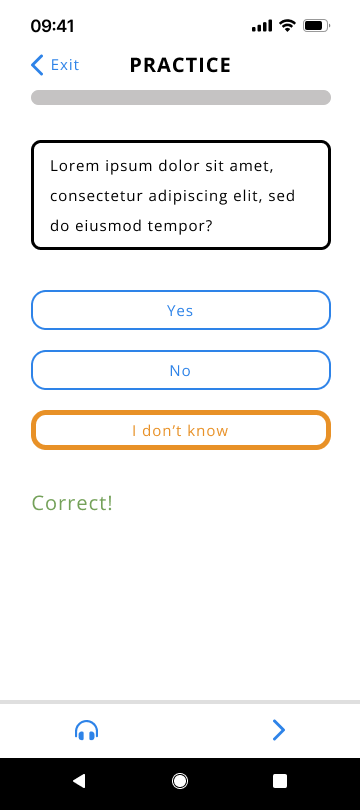 09:41
Exit
PRACTICE
Lorem ipsum dolor sit amet,
consectetur adipiscing elit, sed
do eiusmod tempor?
Yes
No
I don’t know
Correct!